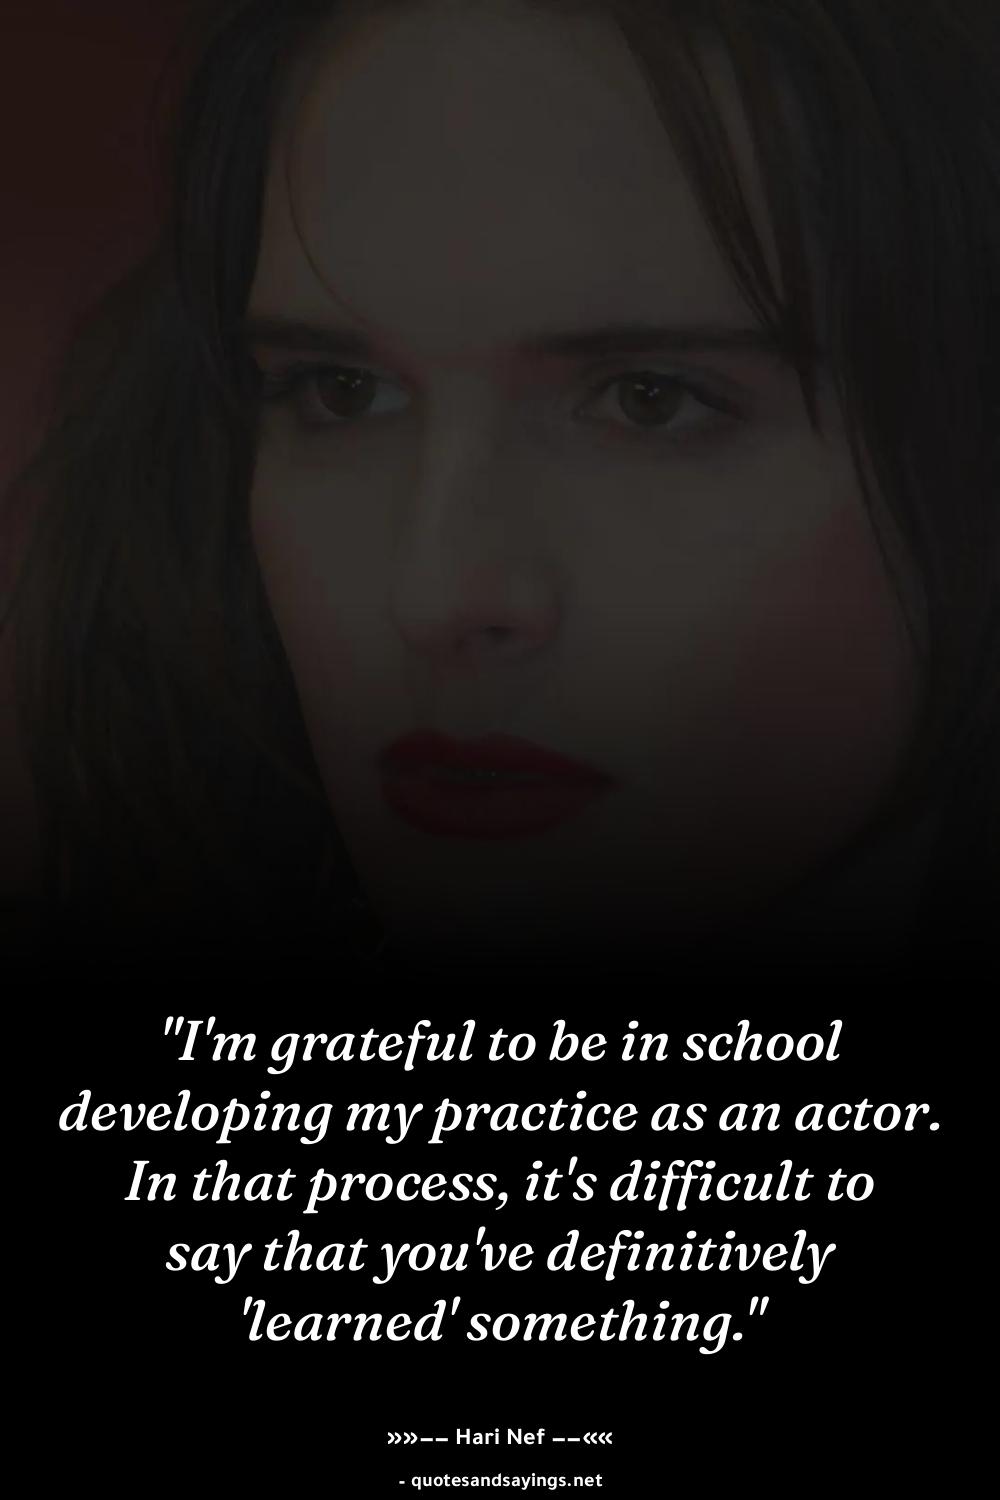 "I'm grateful to be in school
developing my practice as an actor.
In that process, it's difficult to
say that you've definitively
'learned' something."
»»–– Hari Nef ––««
- quotesandsayings.net